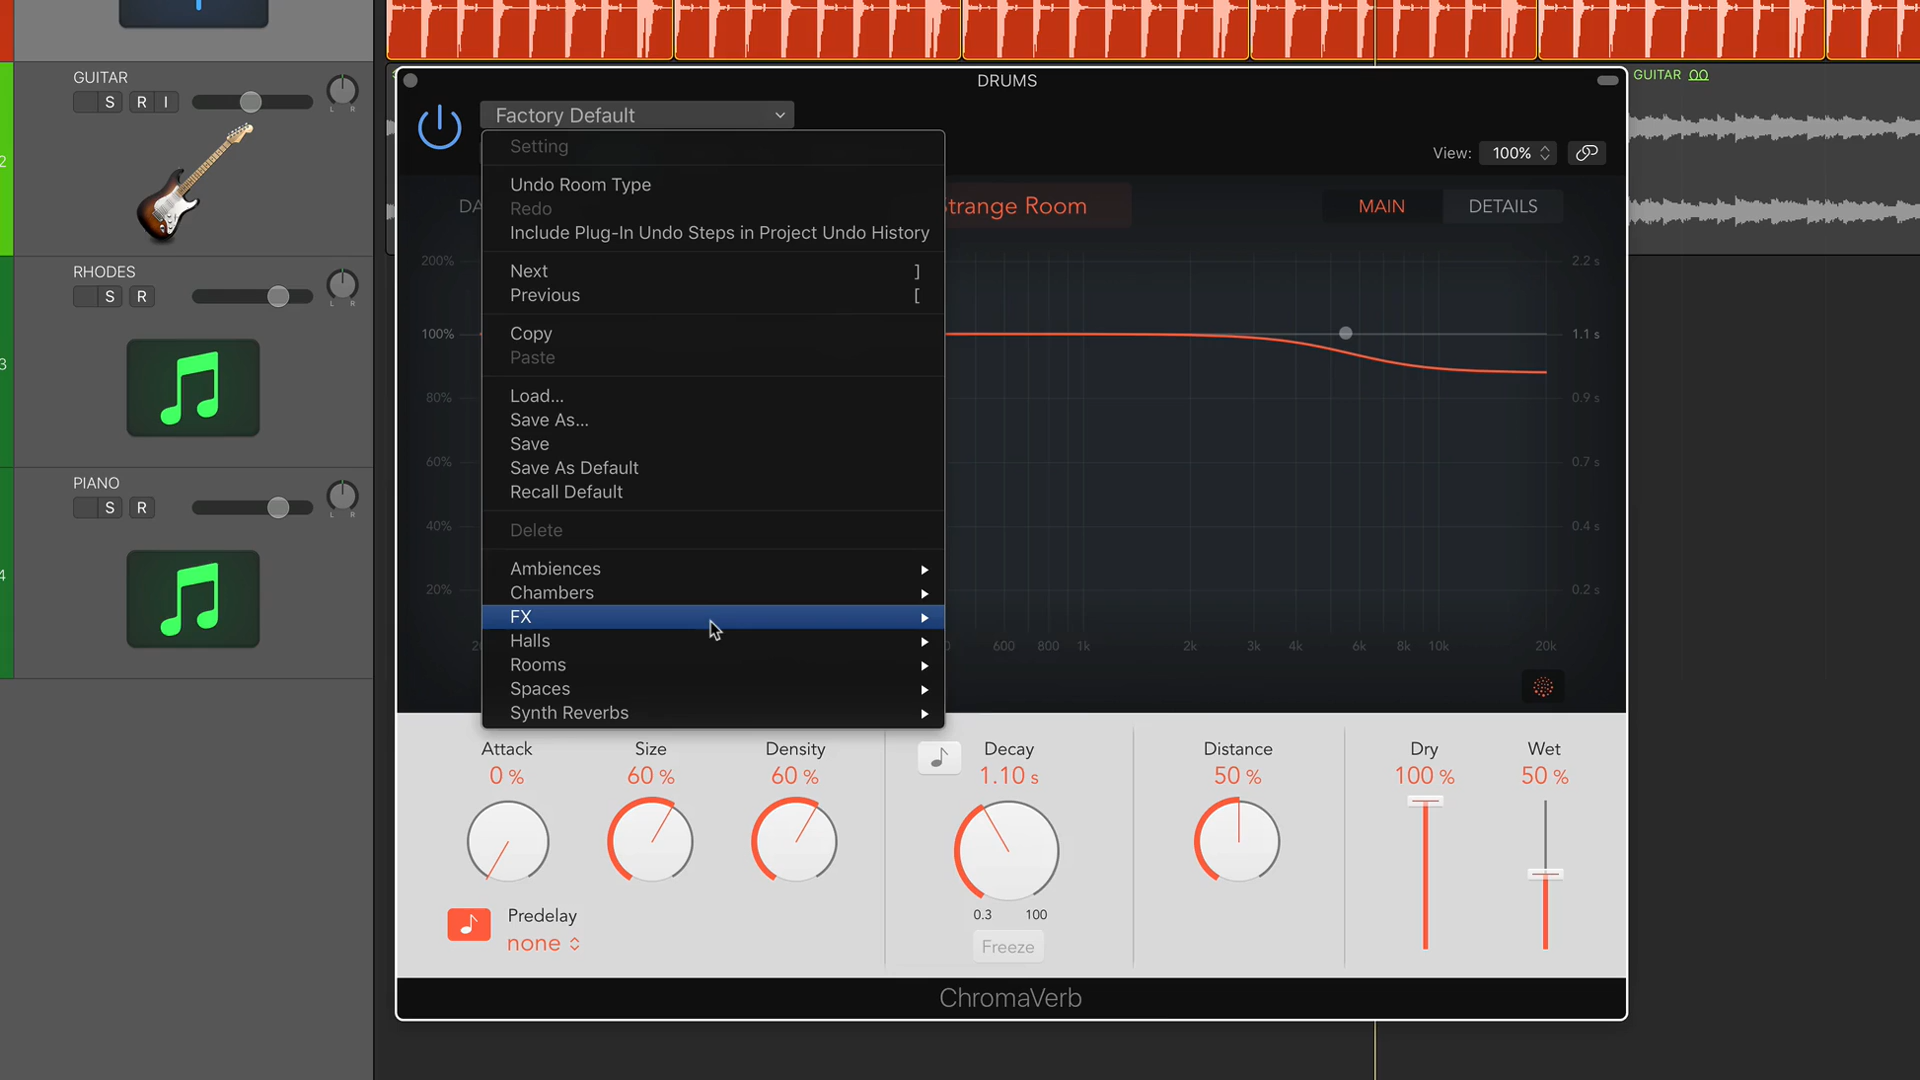 GUITAR
S R I
L R
RHODES
S R
L R
PIANO
S R
L R
2
3
4
DRUMS
GUITAR
Factory Default
View: 100%
Setting
Undo Room Type
Redo
Include Plug-In Undo Steps in Project Undo History
Next ]
Previous [
Copy
Paste
Load...
Save As...
Save
Save As Default
Recall Default
Delete
Ambiences
Chambers
FX
Halls
Rooms
Spaces
Synth Reverbs
DA
Strange Room
MAIN
DETAILS
200%
100%
80%
60%
40%
20%
2.2 s
1.1 s
0.9 s
0.7 s
0.4 s
0.2 s
600 800 1k 2k 3k 4k 6k 8k 10k 20k
Attack
0 %
Size
60 %
Density
60 %
Decay
1.10 s
0.3 100
Freeze
Distance
50 %
Dry
100 %
Wet
50 %
Predelay
none
ChromaVerb